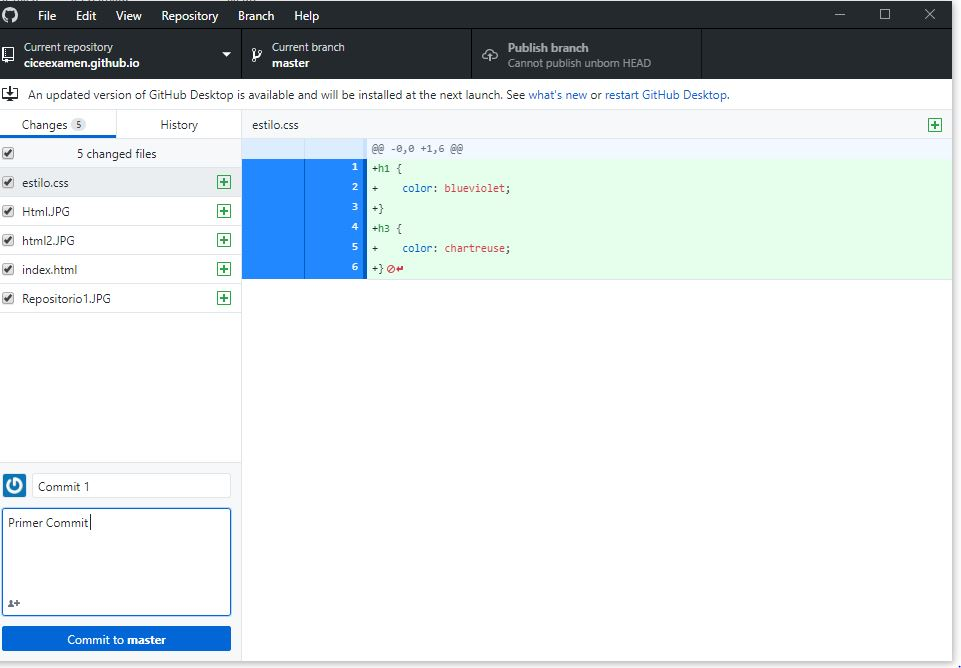 File Edit View Repository Branch Help
Current repository
ciceexamen.github.io
Current branch
master
Publish branch
Cannot publish unborn HEAD
An updated version of GitHub Desktop is available and will be installed at the next launch. See what's new or restart GitHub Desktop.
Changes 5 History
5 changed files
estilo.css
Html.JPG
html2.JPG
index.html
Repositorio1.JPG
Commit 1
Primer Commit
Commit to master
estilo.css
@@ -0,0 +1,6 @@
1 +h1 {
2 + color: blueviolet;
3 +}
4 +h3 {
5 + color: chartreuse;
6 +}